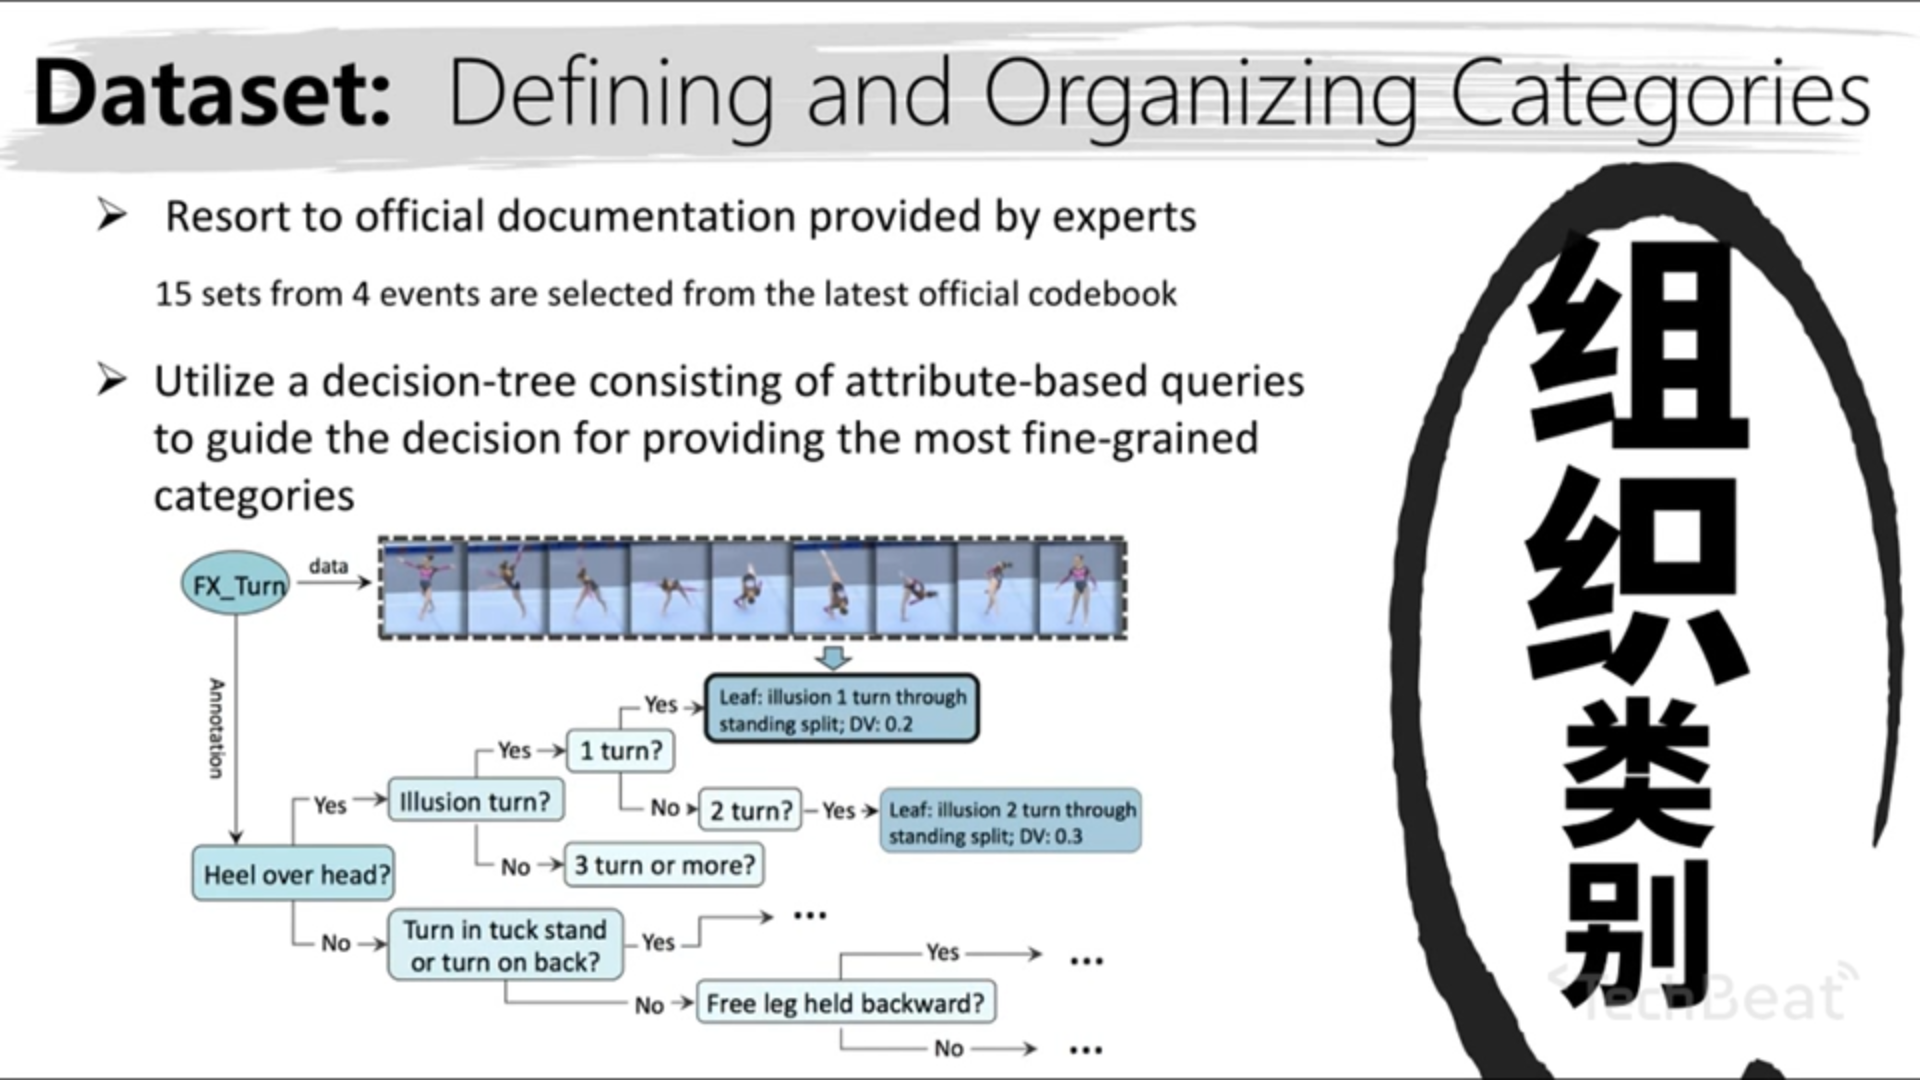 Dataset: Defining and Organizing Categories
➢ Resort to official documentation provided by experts
15 sets from 4 events are selected from the latest official codebook
➢ Utilize a decision-tree consisting of attribute-based queries
to guide the decision for providing the most fine-grained
categories
FX_Turn
data
Annotation
Leaf: illusion 1 turn through
standing split; DV: 0.2
Yes
1 turn?
Yes
Illusion turn?
Yes
No
2 turn?
Yes
Leaf: illusion 2 turn through
standing split; DV: 0.3
No
3 turn or more?
Heel over head?
No
Turn in tuck stand
or turn on back?
Yes
...
No
Free leg held backward?
Yes
...
No
...
组
织
类
别
TechBeat